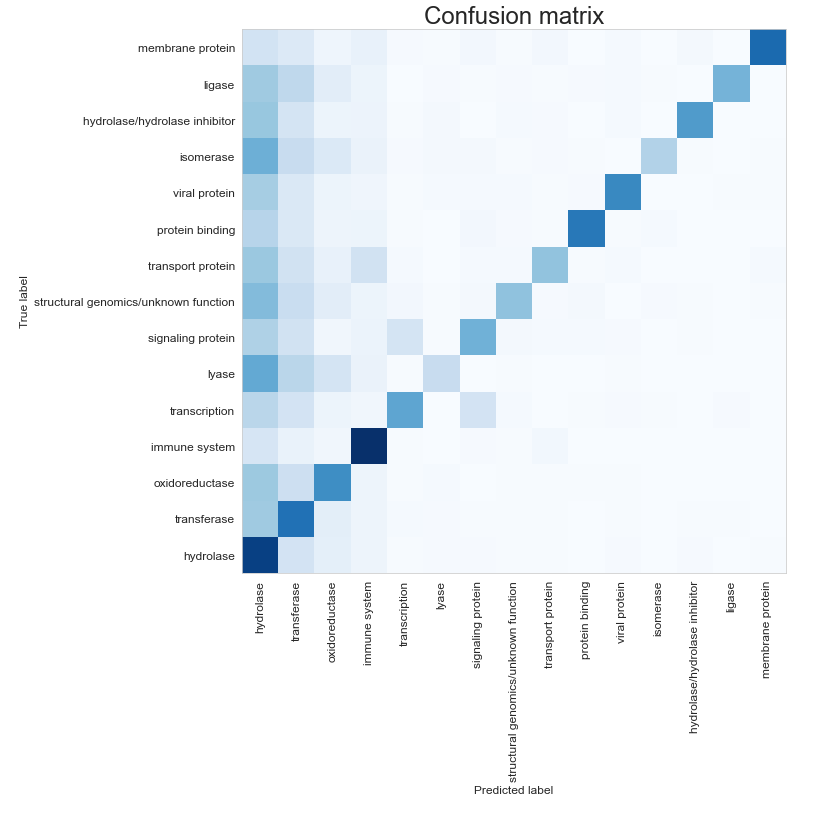 Confusion matrix
True label
membrane protein
ligase
hydrolase/hydrolase inhibitor
isomerase
viral protein
protein binding
transport protein
structural genomics/unknown function
signaling protein
lyase
transcription
immune system
oxidoreductase
transferase
hydrolase
hydrolase
transferase
oxidoreductase
immune system
transcription
lyase
signaling protein
structural genomics/unknown function
transport protein
protein binding
viral protein
isomerase
hydrolase/hydrolase inhibitor
ligase
membrane protein
Predicted label